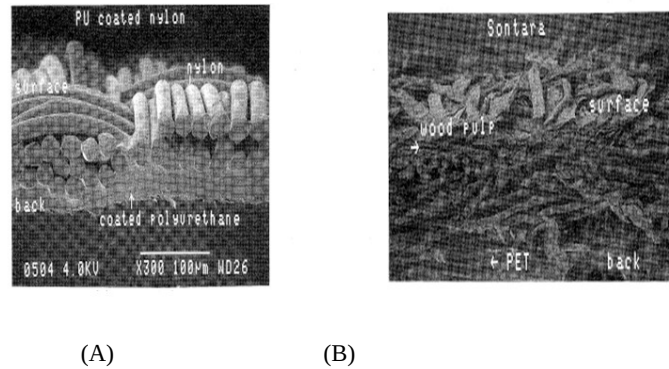 PU coated nylon
nylon
surface
back
coated polyurethane
0504 4.0KV X300 100µm WD26
Sontara
surface
wood pulp
← PET back
(A) (B)